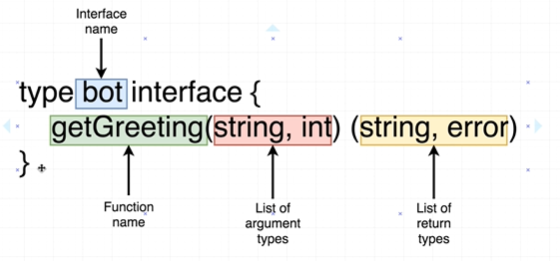 Interface
name
type bot interface {
getGreeting(string, int) (string, error)
}
Function
name
List of
argument
types
List of
return
types